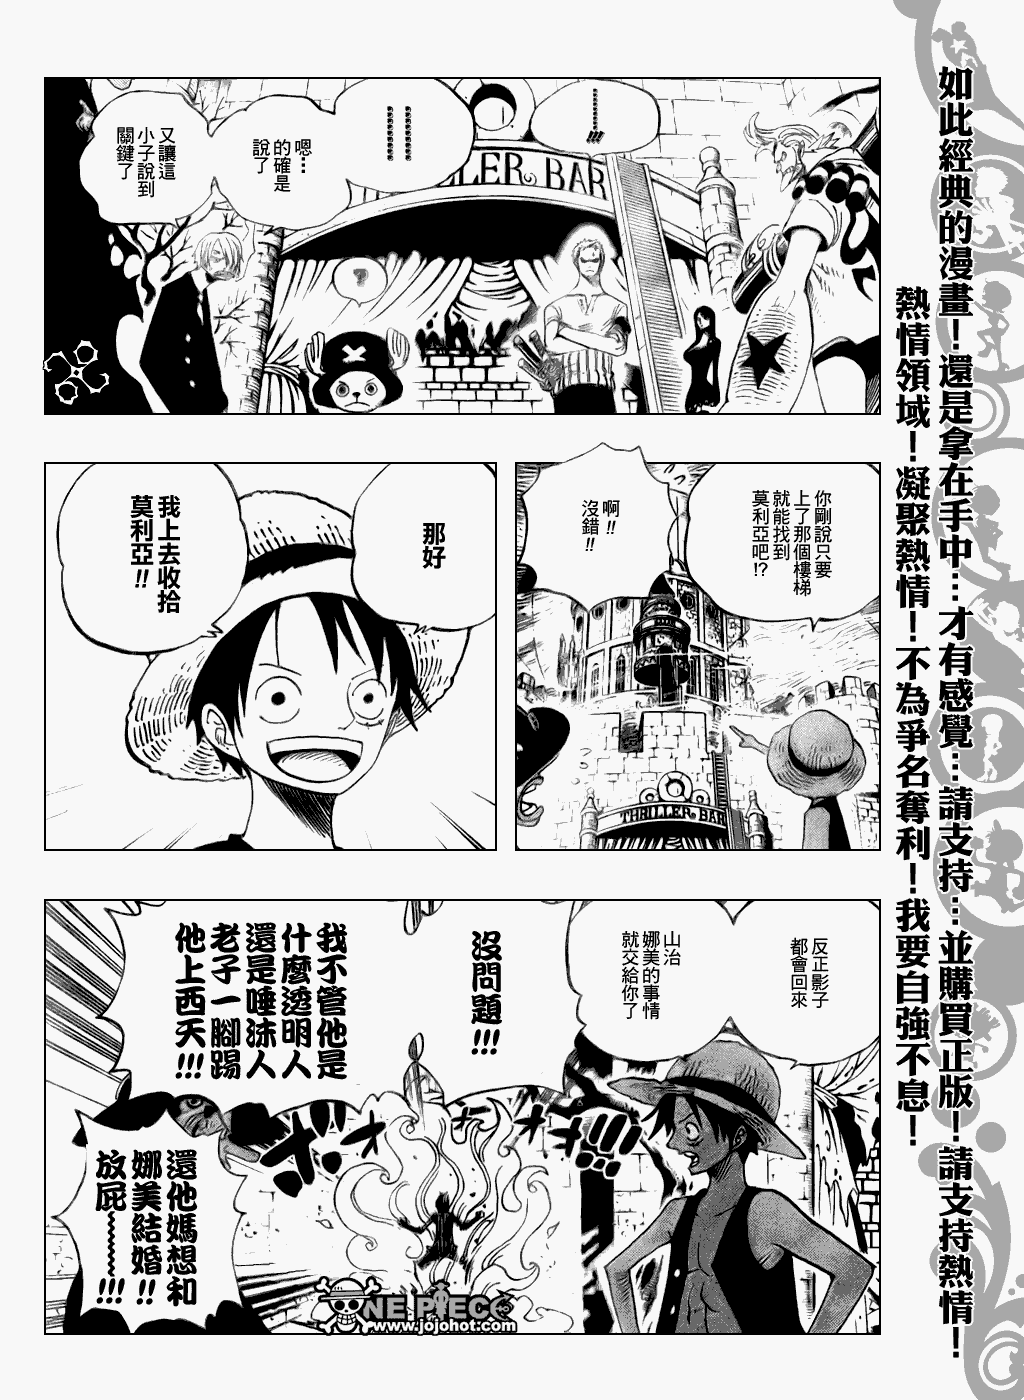 如此經典的漫畫！還是拿在手中…才有感覺…請支持…並購買正版！請支持熱情！
熱情領域！凝聚熱情！不為爭名奪利！我要自強不息！
………!!!
………………
嗯…
的確是
說了
又讓這
小子說到
關鍵了
THRILLER BAR
你剛說只要
上了那個樓梯
就能找到
莫利亞吧!?
啊!!
沒錯!!
THRILLER BAR
那好
我上去收拾
莫利亞!!
反正影子
都會回來
山治
娜美的事情
就交給你了
沒問題!!!
我不管他是
什麼透明人
還是唾沫人
老子一腳踢
他上西天!!!
還他媽想和
娜美結婚!!
放屁~~~!!!
ゴオオオ!!!
ONE PIECE
www.jojohot.com